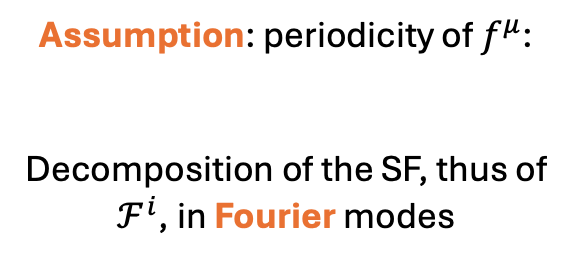 Assumption: periodicity of 𝑓^𝜇:
Decomposition of the SF, thus of
ℱ^𝑖, in Fourier modes